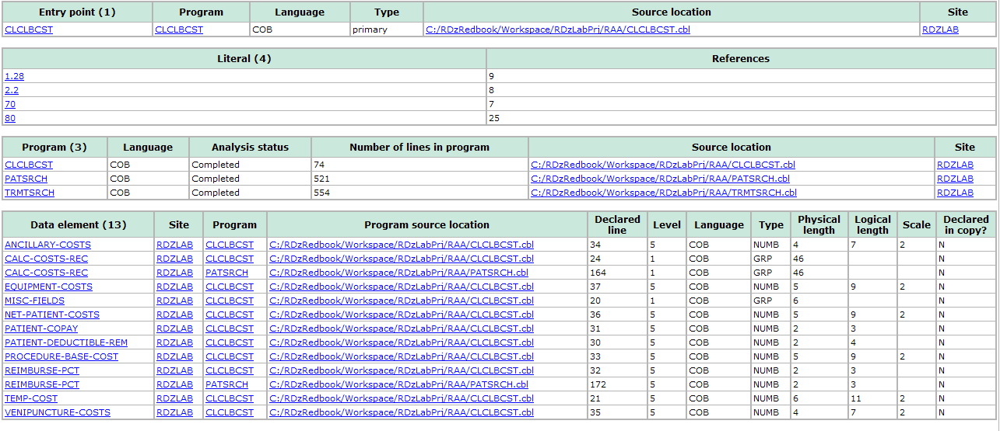 Entry point (1) Program Language Type Source location Site
CLCLBCST CLCLBCST COB primary C:/RDzRedbook/Workspace/RDzLabPrj/RAA/CLCLBCST.cbl RDZLAB
Literal (4) References
1.28 9
2.2 8
70 7
80 25
Program (3) Language Analysis status Number of lines in program Source location Site
CLCLBCST COB Completed 74 C:/RDzRedbook/Workspace/RDzLabPrj/RAA/CLCLBCST.cbl RDZLAB
PATSRCH COB Completed 521 C:/RDzRedbook/Workspace/RDzLabPrj/RAA/PATSRCH.cbl RDZLAB
TRMTSRCH COB Completed 554 C:/RDzRedbook/Workspace/RDzLabPrj/RAA/TRMTSRCH.cbl RDZLAB
Data element (13) Site Program Program source location Declared line Level Language Type Physical length Logical length Scale Declared in copy?
ANCILLARY-COSTS RDZLAB CLCLBCST C:/RDzRedbook/Workspace/RDzLabPrj/RAA/CLCLBCST.cbl 34 5 COB NUMB 4 7 2 N
CALC-COSTS-REC RDZLAB CLCLBCST C:/RDzRedbook/Workspace/RDzLabPrj/RAA/CLCLBCST.cbl 24 1 COB GRP 46 N
CALC-COSTS-REC RDZLAB PATSRCH C:/RDzRedbook/Workspace/RDzLabPrj/RAA/PATSRCH.cbl 164 1 COB GRP 46 N
EQUIPMENT-COSTS RDZLAB CLCLBCST C:/RDzRedbook/Workspace/RDzLabPrj/RAA/CLCLBCST.cbl 37 5 COB NUMB 5 9 2 N
MISC-FIELDS RDZLAB CLCLBCST C:/RDzRedbook/Workspace/RDzLabPrj/RAA/CLCLBCST.cbl 20 1 COB GRP 6 N
NET-PATIENT-COSTS RDZLAB CLCLBCST C:/RDzRedbook/Workspace/RDzLabPrj/RAA/CLCLBCST.cbl 36 5 COB NUMB 5 9 2 N
PATIENT-COPAY RDZLAB CLCLBCST C:/RDzRedbook/Workspace/RDzLabPrj/RAA/CLCLBCST.cbl 31 5 COB NUMB 2 3 N
PATIENT-DEDUCTIBLE-REM RDZLAB CLCLBCST C:/RDzRedbook/Workspace/RDzLabPrj/RAA/CLCLBCST.cbl 30 5 COB NUMB 2 4 N
PROCEDURE-BASE-COST RDZLAB CLCLBCST C:/RDzRedbook/Workspace/RDzLabPrj/RAA/CLCLBCST.cbl 33 5 COB NUMB 5 9 2 N
REIMBURSE-PCT RDZLAB CLCLBCST C:/RDzRedbook/Workspace/RDzLabPrj/RAA/CLCLBCST.cbl 32 5 COB NUMB 2 3 N
REIMBURSE-PCT RDZLAB PATSRCH C:/RDzRedbook/Workspace/RDzLabPrj/RAA/PATSRCH.cbl 172 5 COB NUMB 2 3 N
TEMP-COST RDZLAB CLCLBCST C:/RDzRedbook/Workspace/RDzLabPrj/RAA/CLCLBCST.cbl 21 5 COB NUMB 6 11 2 N
VENIPUNCTURE-COSTS RDZLAB CLCLBCST C:/RDzRedbook/Workspace/RDzLabPrj/RAA/CLCLBCST.cbl 35 5 COB NUMB 4 7 2 N